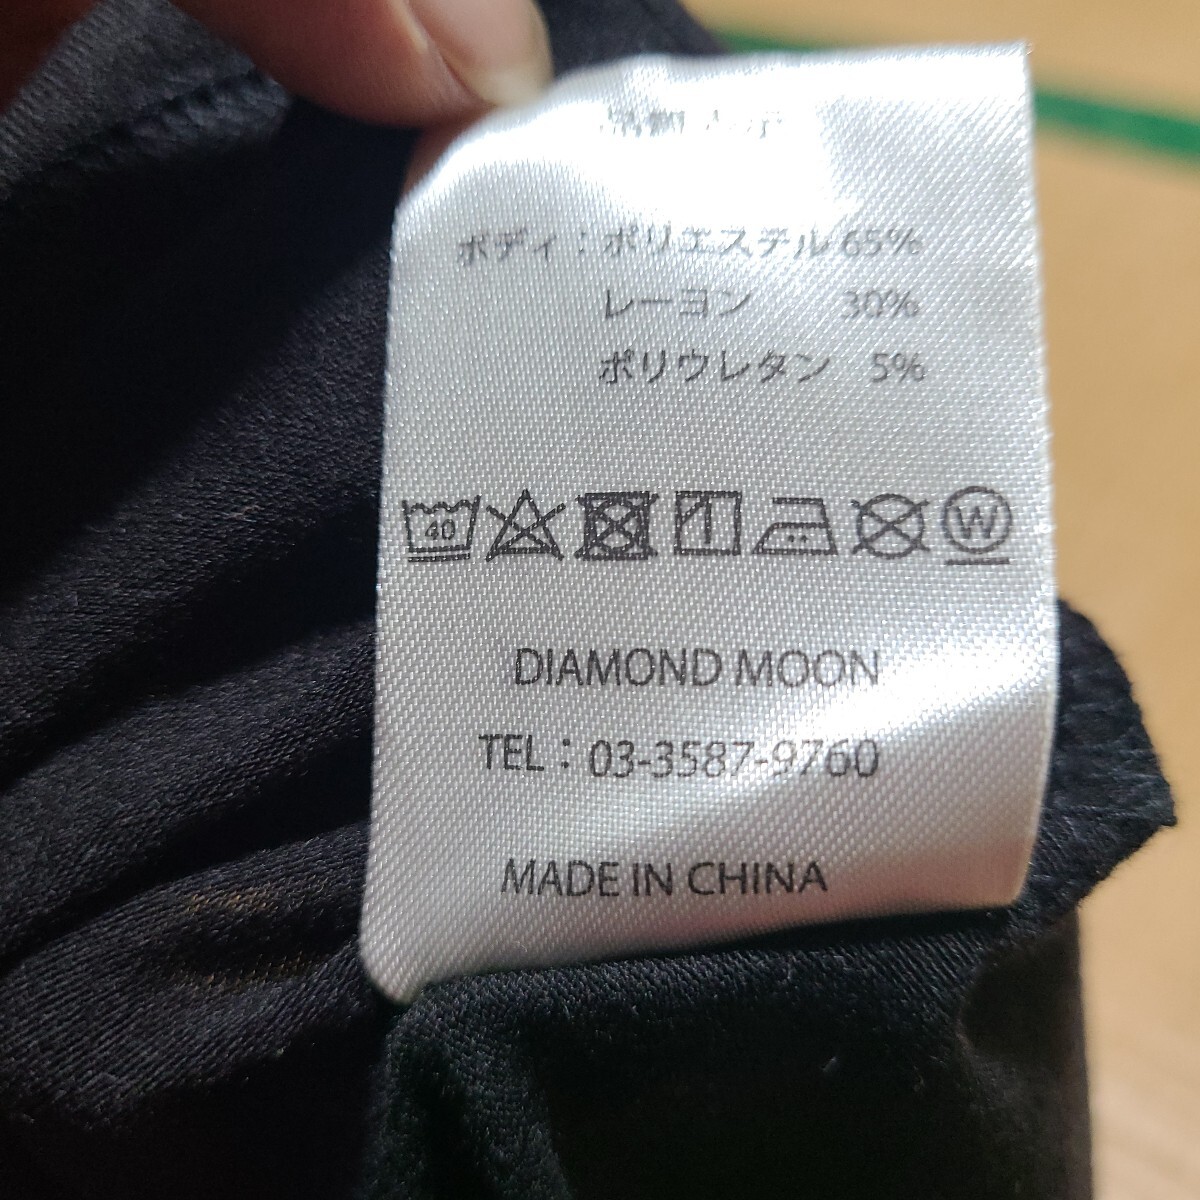 ボディ：ポリエステル 65%
レーヨン 30%
ポリウレタン 5%
40 W
DIAMOND MOON
TEL：03-3587-9760
MADE IN CHINA